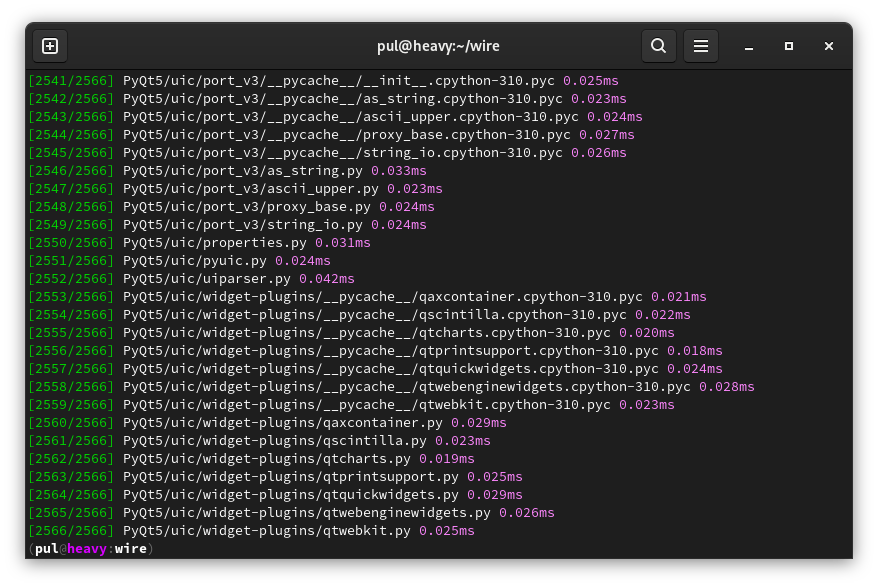 pul@heavy:~/wire
[2541/2566] PyQt5/uic/port_v3/__pycache__/__init__.cpython-310.pyc 0.025ms
[2542/2566] PyQt5/uic/port_v3/__pycache__/as_string.cpython-310.pyc 0.023ms
[2543/2566] PyQt5/uic/port_v3/__pycache__/ascii_upper.cpython-310.pyc 0.024ms
[2544/2566] PyQt5/uic/port_v3/__pycache__/proxy_base.cpython-310.pyc 0.027ms
[2545/2566] PyQt5/uic/port_v3/__pycache__/string_io.cpython-310.pyc 0.026ms
[2546/2566] PyQt5/uic/port_v3/as_string.py 0.033ms
[2547/2566] PyQt5/uic/port_v3/ascii_upper.py 0.023ms
[2548/2566] PyQt5/uic/port_v3/proxy_base.py 0.024ms
[2549/2566] PyQt5/uic/port_v3/string_io.py 0.024ms
[2550/2566] PyQt5/uic/properties.py 0.031ms
[2551/2566] PyQt5/uic/pyuic.py 0.024ms
[2552/2566] PyQt5/uic/uiparser.py 0.042ms
[2553/2566] PyQt5/uic/widget-plugins/__pycache__/qaxcontainer.cpython-310.pyc 0.021ms
[2554/2566] PyQt5/uic/widget-plugins/__pycache__/qscintilla.cpython-310.pyc 0.022ms
[2555/2566] PyQt5/uic/widget-plugins/__pycache__/qtcharts.cpython-310.pyc 0.020ms
[2556/2566] PyQt5/uic/widget-plugins/__pycache__/qtprintsupport.cpython-310.pyc 0.018ms
[2557/2566] PyQt5/uic/widget-plugins/__pycache__/qtquickwidgets.cpython-310.pyc 0.024ms
[2558/2566] PyQt5/uic/widget-plugins/__pycache__/qtwebenginewidgets.cpython-310.pyc 0.028ms
[2559/2566] PyQt5/uic/widget-plugins/__pycache__/qtwebkit.cpython-310.pyc 0.023ms
[2560/2566] PyQt5/uic/widget-plugins/qaxcontainer.py 0.029ms
[2561/2566] PyQt5/uic/widget-plugins/qscintilla.py 0.023ms
[2562/2566] PyQt5/uic/widget-plugins/qtcharts.py 0.019ms
[2563/2566] PyQt5/uic/widget-plugins/qtprintsupport.py 0.025ms
[2564/2566] PyQt5/uic/widget-plugins/qtquickwidgets.py 0.029ms
[2565/2566] PyQt5/uic/widget-plugins/qtwebenginewidgets.py 0.026ms
[2566/2566] PyQt5/uic/widget-plugins/qtwebkit.py 0.025ms
(pul@heavy:wire)